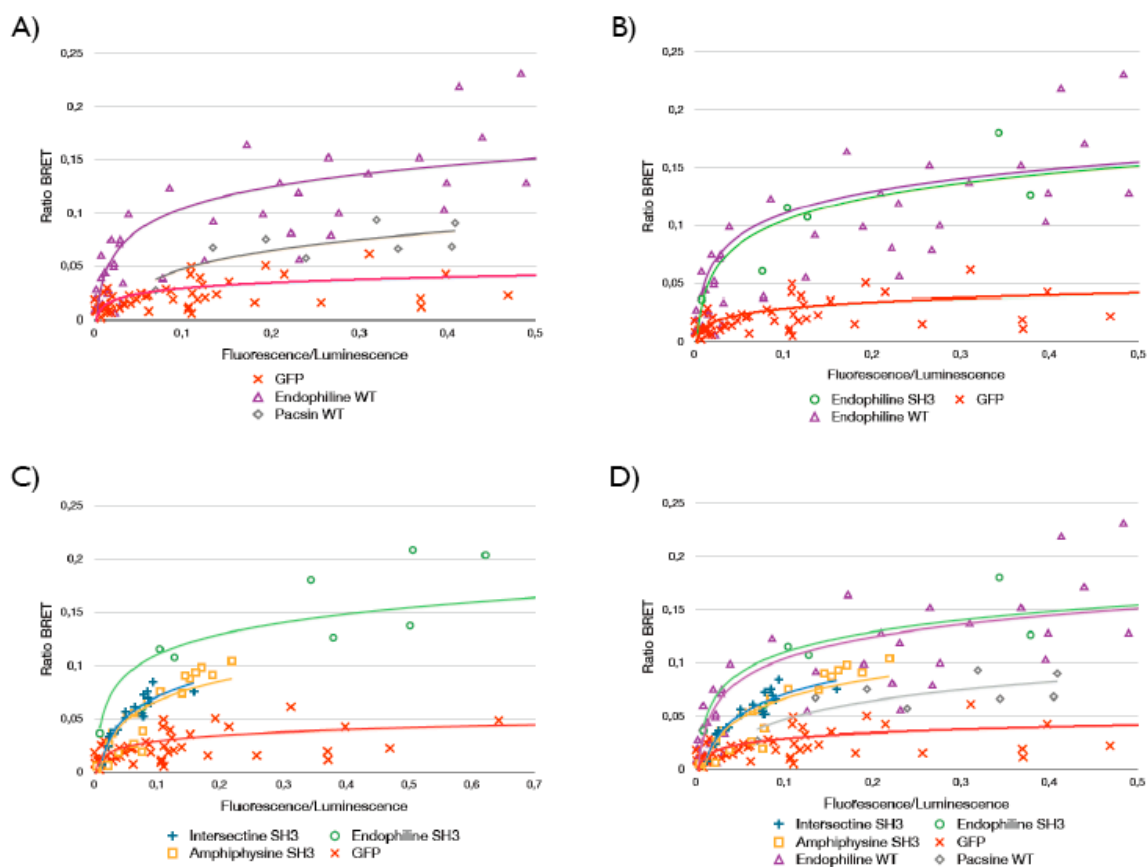 A)
0,25
0,2
0,15
0,1
0,05
0
Ratio BRET
0
0,1
0,2
0,3
0,4
0,5
Fluorescence/Luminescence
GFP
Endophiline WT
Pacsin WT
B)
0,25
0,2
0,15
0,1
0,05
0
Ratio BRET
0
0,1
0,2
0,3
0,4
0,5
Fluorescence/Luminescence
Endophiline SH3 GFP
Endophiline WT
C)
0,25
0,2
0,15
0,1
0,05
0
Ratio BRET
0
0,1
0,2
0,3
0,4
0,5
0,6
0,7
Fluorescence/Luminescence
Intersectine SH3 Endophiline SH3
Amphiphysine SH3 GFP
D)
0,25
0,2
0,15
0,1
0,05
0
Ratio BRET
0
0,1
0,2
0,3
0,4
0,5
Fluorescence/Luminescence
Intersectine SH3 Endophiline SH3
Amphiphysine SH3 GFP
Endophiline WT Pacsine WT